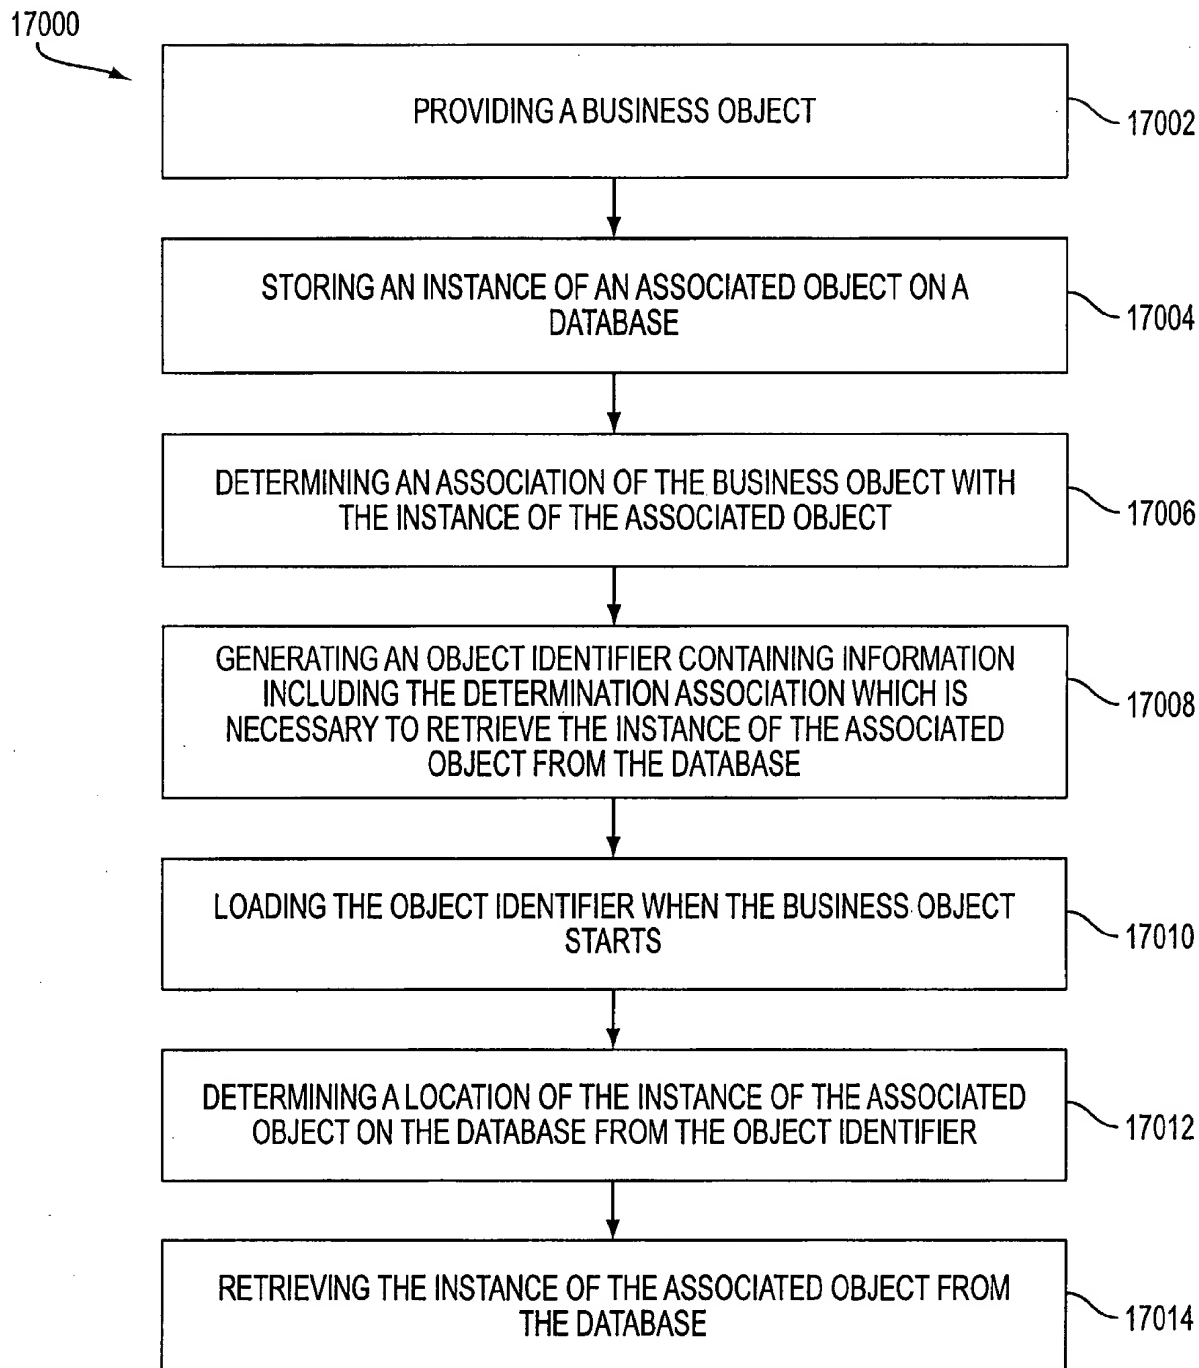 17000
PROVIDING A BUSINESS OBJECT
17002
STORING AN INSTANCE OF AN ASSOCIATED OBJECT ON A
DATABASE
17004
DETERMINING AN ASSOCIATION OF THE BUSINESS OBJECT WITH
THE INSTANCE OF THE ASSOCIATED OBJECT
17006
GENERATING AN OBJECT IDENTIFIER CONTAINING INFORMATION
INCLUDING THE DETERMINATION ASSOCIATION WHICH IS
NECESSARY TO RETRIEVE THE INSTANCE OF THE ASSOCIATED
OBJECT FROM THE DATABASE
17008
LOADING THE OBJECT IDENTIFIER WHEN THE BUSINESS OBJECT
STARTS
17010
DETERMINING A LOCATION OF THE INSTANCE OF THE ASSOCIATED
OBJECT ON THE DATABASE FROM THE OBJECT IDENTIFIER
17012
RETRIEVING THE INSTANCE OF THE ASSOCIATED OBJECT FROM
THE DATABASE
17014